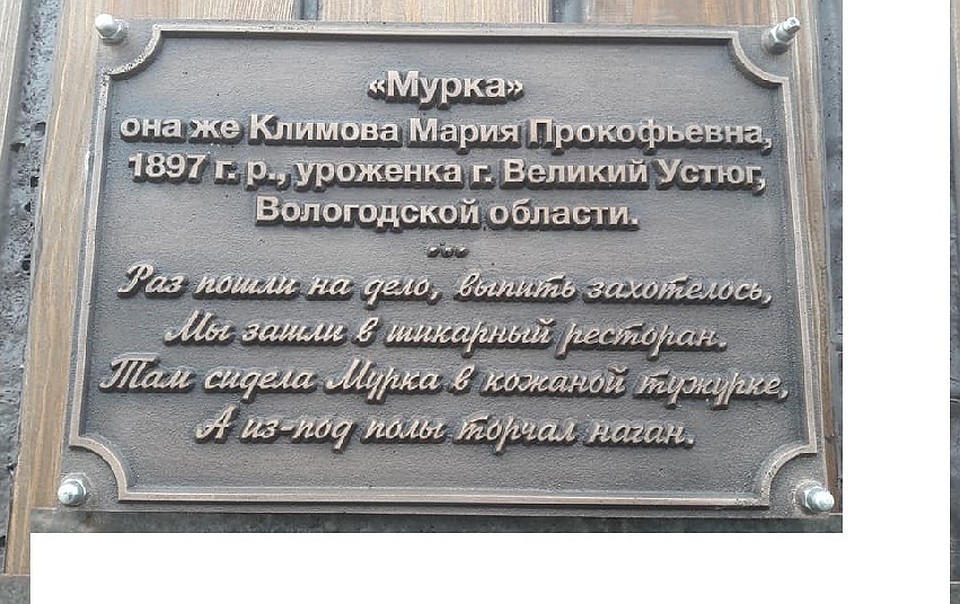 «Мурка»
она же Климова Мария Прокофьевна,
1897 г. р., уроженка г. Великий Устюг,
Вологодской области.
Раз пошли на дело, выпить захотелось,
Мы зашли в шикарный ресторан.
Там сидела Мурка в кожаной тужурке,
А из-под полы торчал наган.